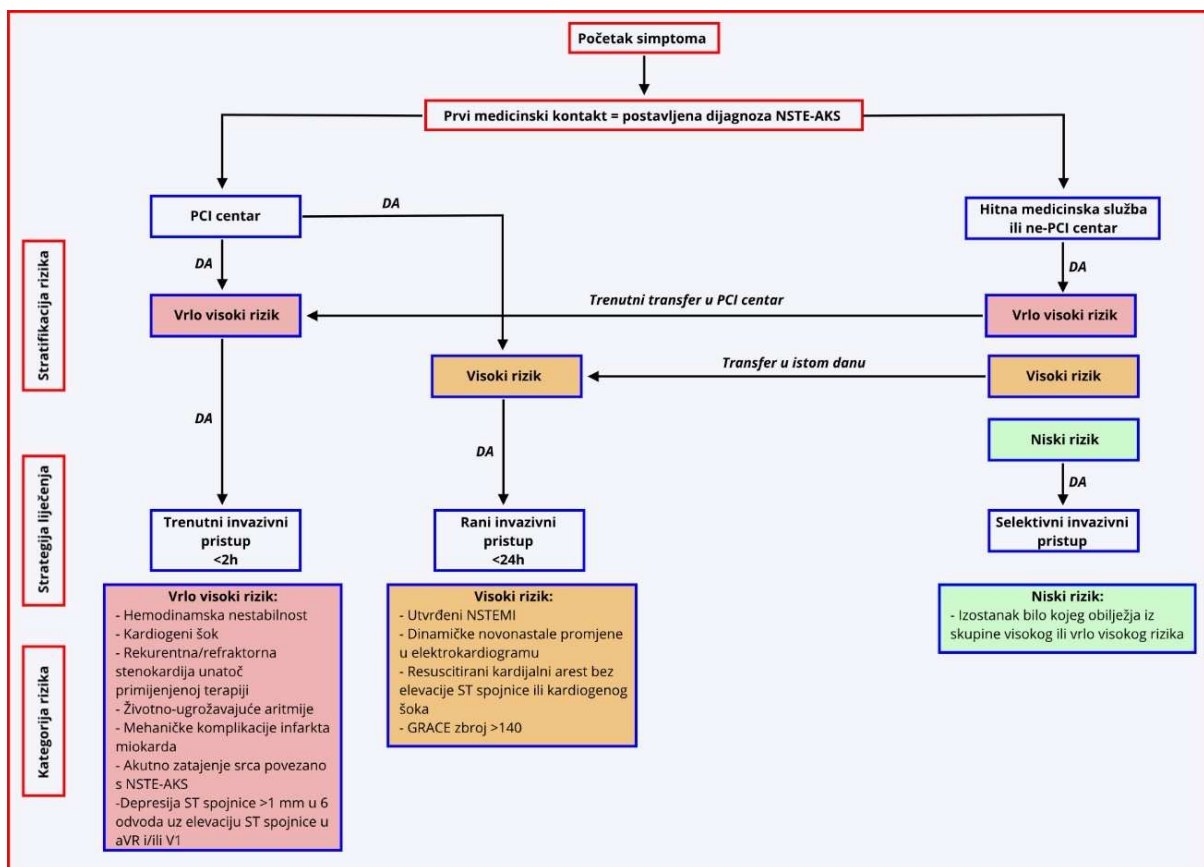 Početak simptoma
Prvi medicinski kontakt = postavljena dijagnoza NSTE-AKS
PCI centar
DA
Hitna medicinska služba
ili ne-PCI centar
DA
DA
Stratifikacija rizika
Vrlo visoki rizik
Trenutni transfer u PCI centar
Vrlo visoki rizik
Visoki rizik
Transfer u istom danu
Visoki rizik
DA
Niski rizik
DA
DA
Strategija liječenja
Trenutni invazivni
pristup
<2h
Rani invazivni
pristup
<24h
Selektivni invazivni
pristup
Kategorija rizika
Vrlo visoki rizik:
- Hemodinamska nestabilnost
- Kardiogeni šok
- Rekurentna/refraktorna
stenokardija unatoč
primijenjenoj terapiji
- Životno-ugrožavajuće aritmije
- Mehaničke komplikacije infarkta
miokarda
- Akutno zatajenje srca povezano
s NSTE-AKS
-Depresija ST spojnice >1 mm u 6
odvoda uz elevaciju ST spojnice u
aVR i/ili V1
Visoki rizik:
- Utvrđeni NSTEMI
- Dinamičke novonastale promjene
u elektrokardiogramu
- Resuscitirani kardijalni arest bez
elevacije ST spojnice ili kardiogenog
šoka
- GRACE zbroj >140
Niski rizik:
- Izostanak bilo kojeg obilježja iz
skupine visokog ili vrlo visokog rizika